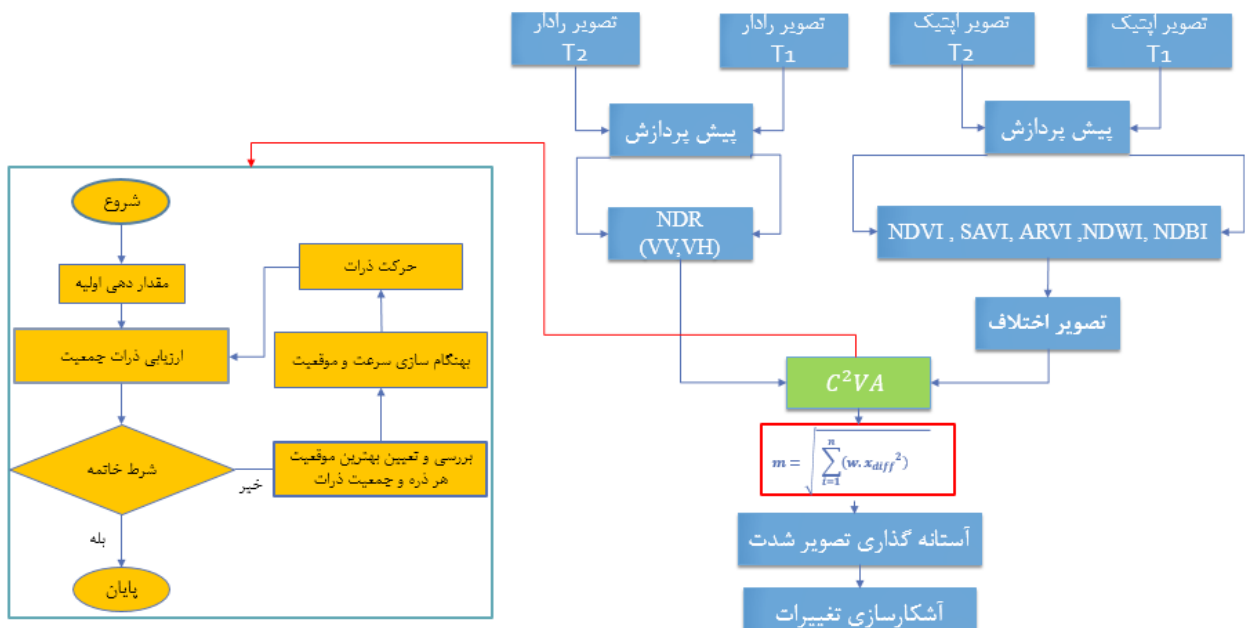 تصویر اپتیک
T1
تصویر اپتیک
T2
تصویر رادار
T1
تصویر رادار
T2
پیش پردازش
پیش پردازش
NDVI , SAVI, ARVI ,NDWI, NDBI
NDR
(VV,VH)
تصویر اختلاف
C²VA
m = √∑ⁿᵢ₌₁(w.x_diff²)
آستانه گذاری تصویر شدت
آشکارسازی تغییرات
شروع
مقدار دهی اولیه
ارزیابی ذرات جمعیت
شرط خاتمه
خیر
بررسی و تعیین بهترین موقعیت
هر ذره و جمعیت ذرات
بهنگام سازی سرعت و موقعیت
حرکت ذرات
بله
پایان